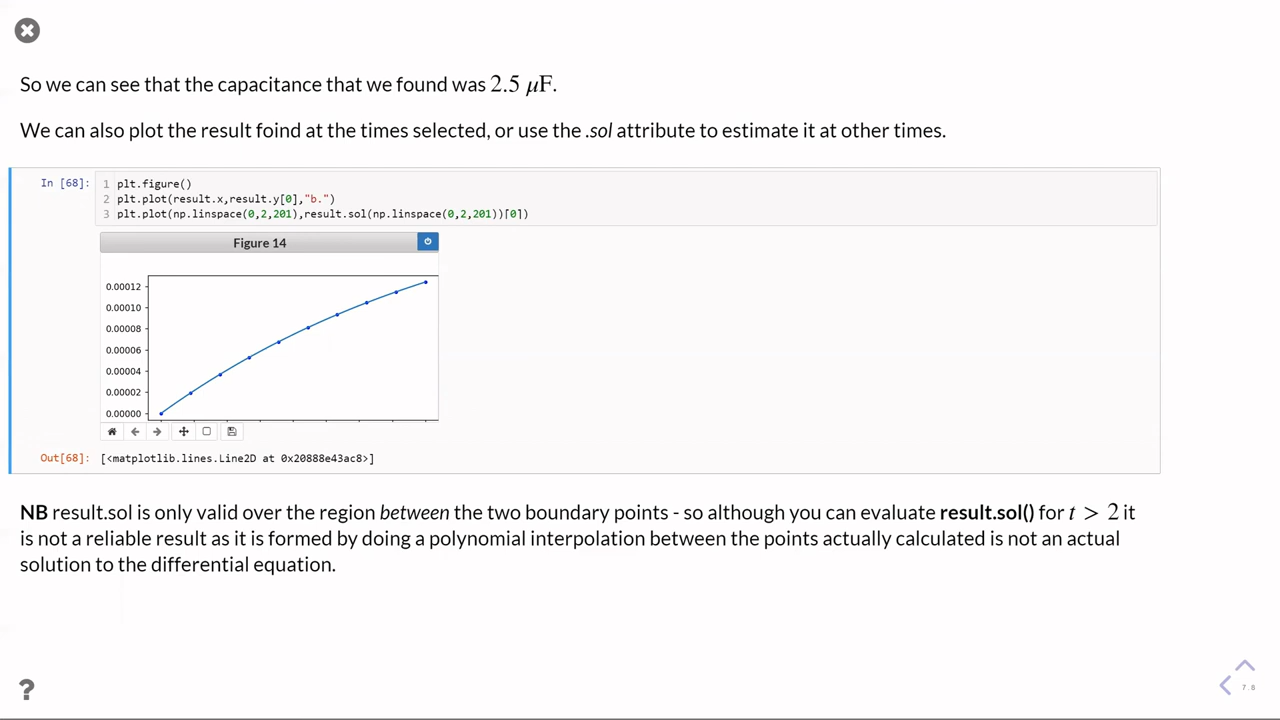 So we can see that the capacitance that we found was 2.5 μF.
We can also plot the result foind at the times selected, or use the .sol attribute to estimate it at other times.
In [68]:
1 plt.figure()
2 plt.plot(result.x,result.y[0],"b.")
3 plt.plot(np.linspace(0,2,201),result.sol(np.linspace(0,2,201))[0])
Figure 14
0.00012
0.00010
0.00008
0.00006
0.00004
0.00002
0.00000
Out[68]: [<matplotlib.lines.Line2D at 0x20888e43ac8>]
NB result.sol is only valid over the region between the two boundary points - so although you can evaluate result.sol() for t > 2 it
is not a reliable result as it is formed by doing a polynomial interpolation between the points actually calculated is not an actual
solution to the differential equation.
?
7.8